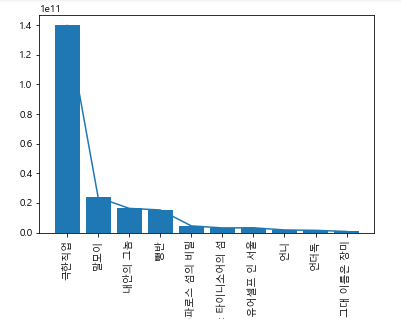 1e11
1.4
1.2
1.0
0.8
0.6
0.4
0.2
0.0
극한직업
말모이
내안의 그놈
뺑반
파로스 섬의 비밀
: 타이니소어의 섬
유어셀프 인 서울
언니
언더독
그대 이름은 장미